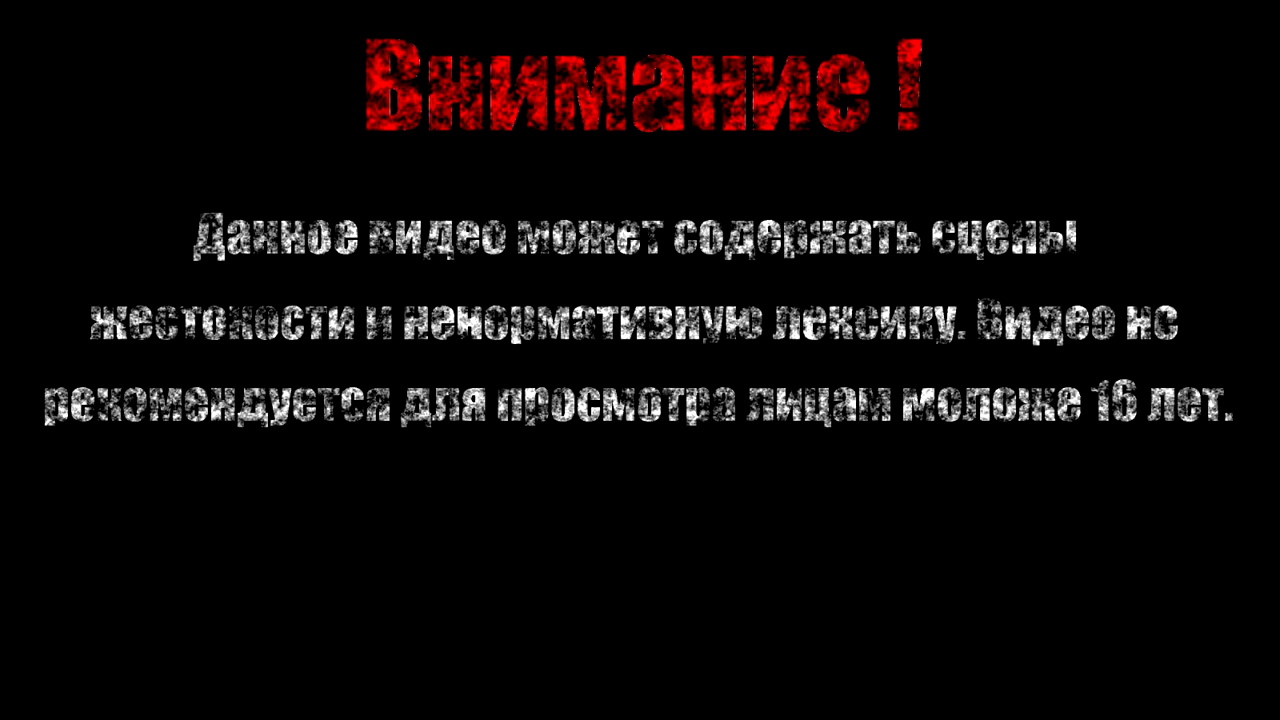 Внимание !
Данное видео может содержать сцены
жестокости и ненормативную лексику. Видео не
рекомендуется для просмотра лицам моложе 16 лет.